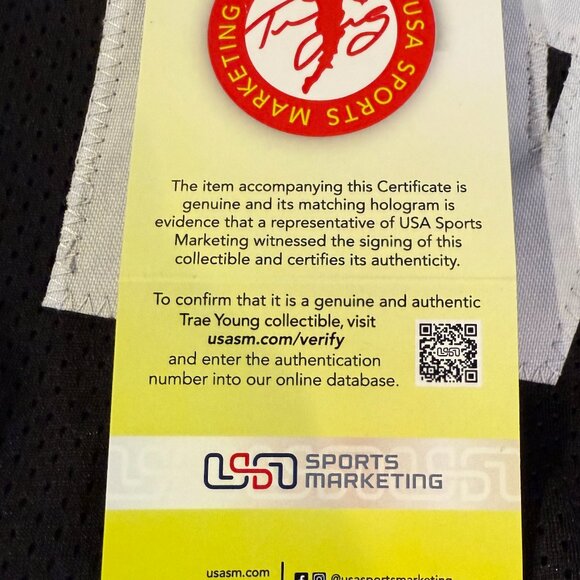 USA SPORTS MARKETING
The item accompanying this Certificate is
genuine and its matching hologram is
evidence that a representative of USA Sports
Marketing witnessed the signing of this
collectible and certifies its authenticity.
To confirm that it is a genuine and authentic
Trae Young collectible, visit
usasm.com/verify
and enter the authentication
number into our online database.
USA SPORTS
MARKETING
usasm.com
@usasportsmarketing